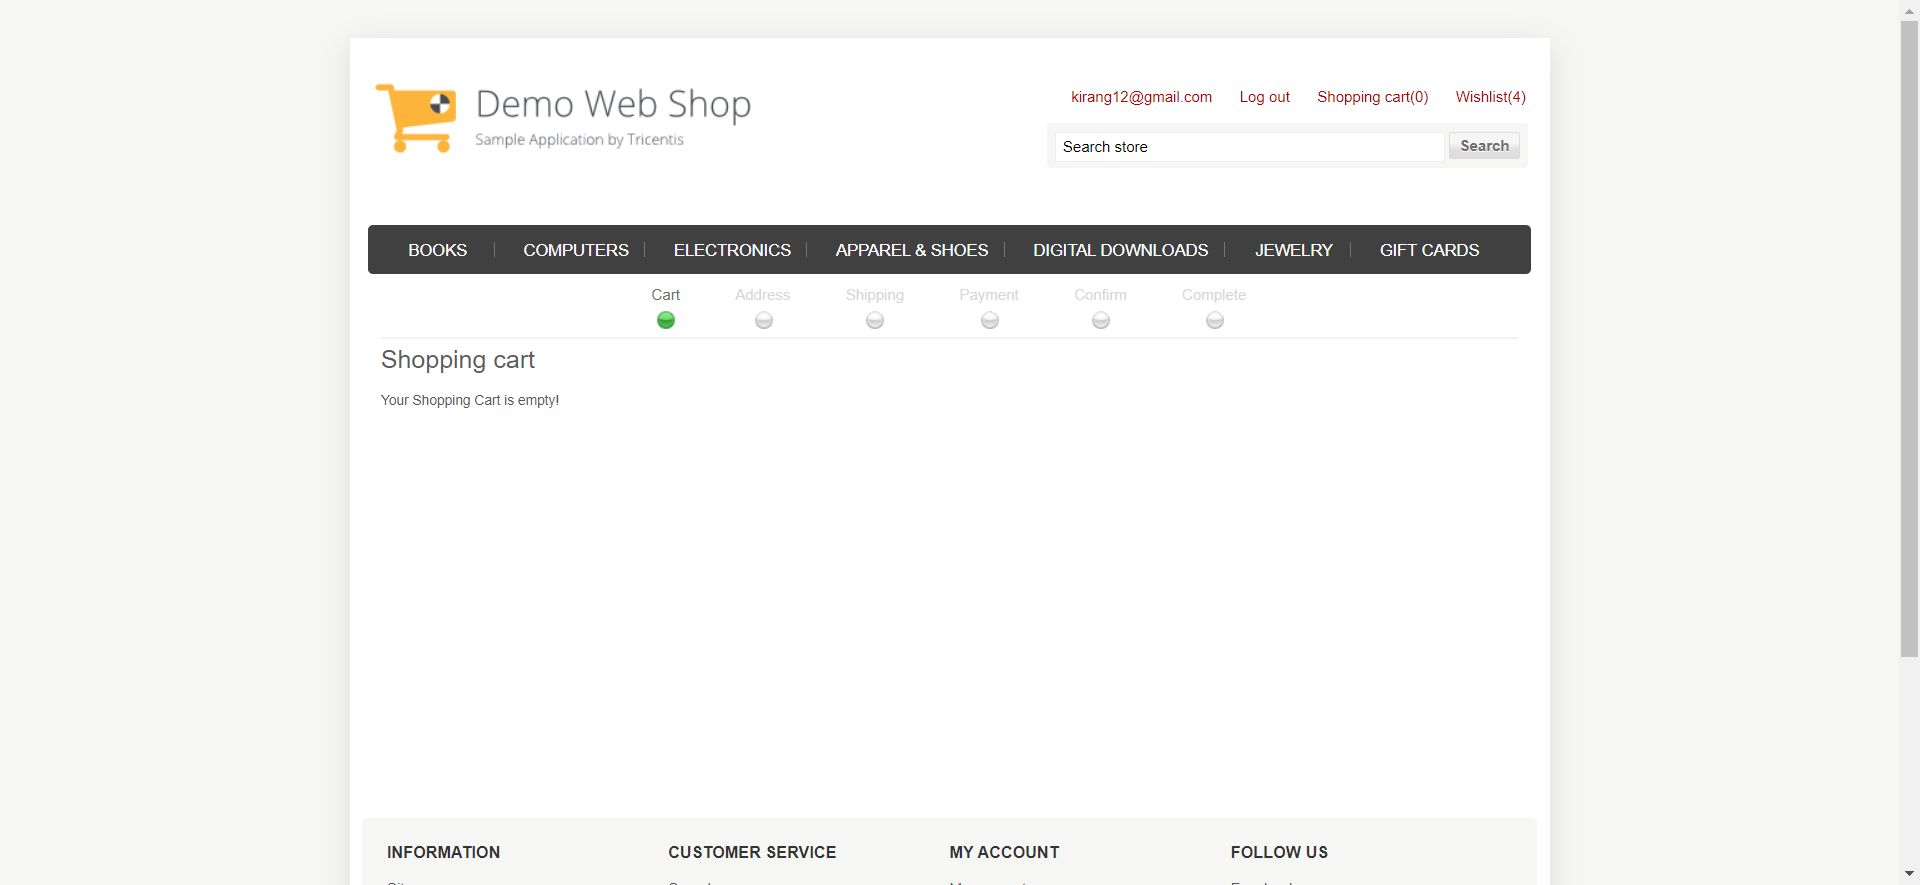 Demo Web Shop
Sample Application by Tricentis
kirang12@gmail.com Log out Shopping cart(0) Wishlist(4)
Search store Search
BOOKS COMPUTERS ELECTRONICS APPAREL & SHOES DIGITAL DOWNLOADS JEWELRY GIFT CARDS
Cart Address Shipping Payment Confirm Complete
Shopping cart
Your Shopping Cart is empty!
INFORMATION CUSTOMER SERVICE MY ACCOUNT FOLLOW US